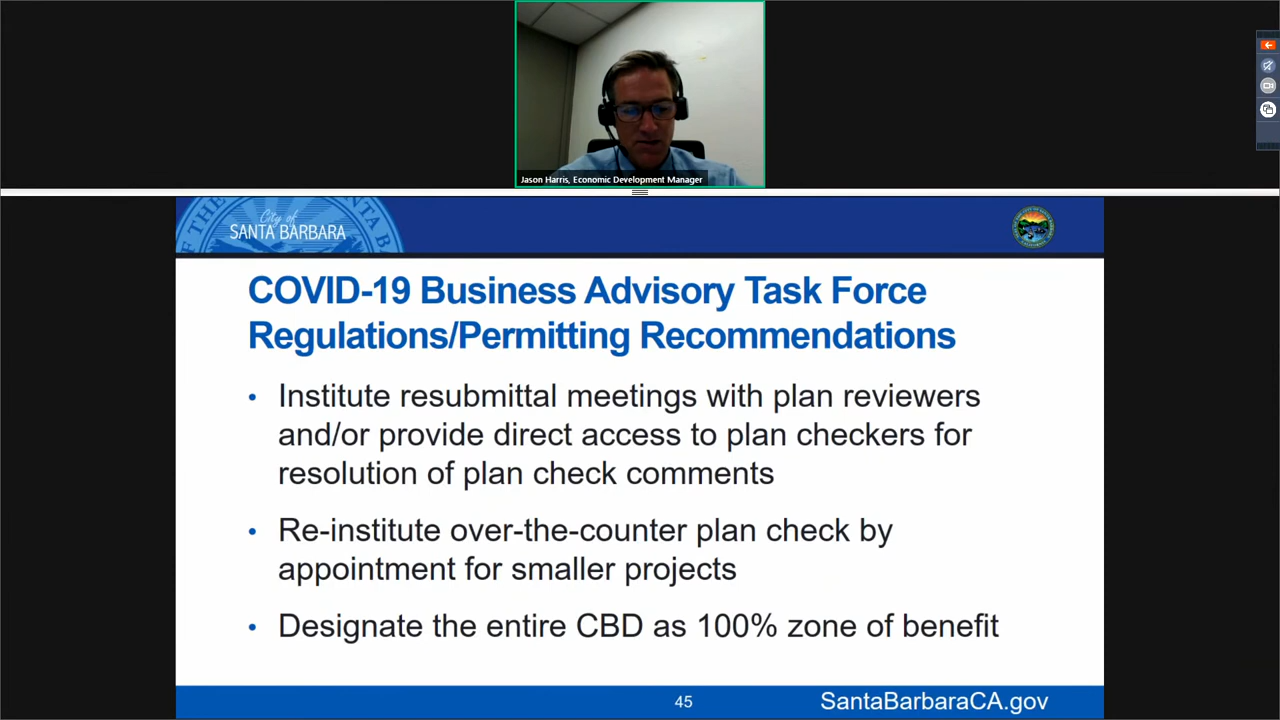 Jason Harris, Economic Development Manager
City of
SANTA BARBARA
COVID-19 Business Advisory Task Force
Regulations/Permitting Recommendations
• Institute resubmittal meetings with plan reviewers
and/or provide direct access to plan checkers for
resolution of plan check comments
• Re-institute over-the-counter plan check by
appointment for smaller projects
• Designate the entire CBD as 100% zone of benefit
45
SantaBarbaraCA.gov